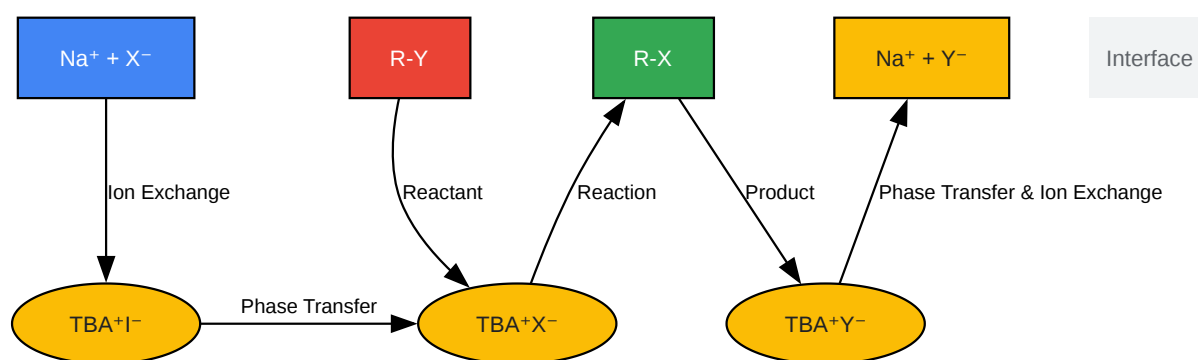 Na⁺ + X⁻
R-Y
R-X
Na⁺ + Y⁻
Interface
Ion Exchange
Reactant
Reaction
Product
Phase Transfer & Ion Exchange
Phase Transfer
TBA⁺I⁻
TBA⁺X⁻
TBA⁺Y⁻